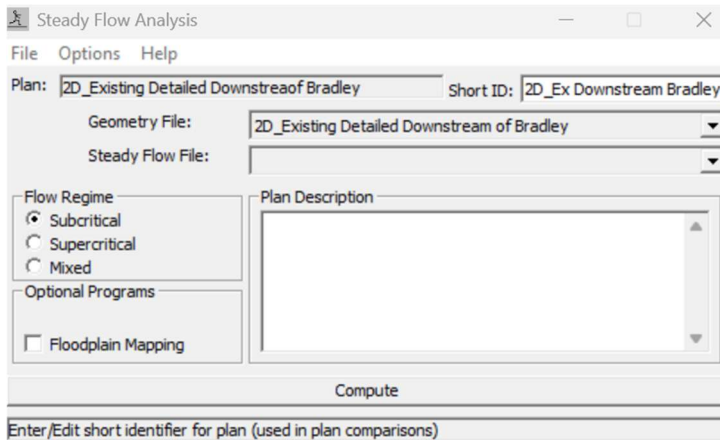 Steady Flow Analysis
File Options Help
Plan: 2D_Existing Detailed Downstreaof Bradley Short ID: 2D_Ex Downstream Bradley
Geometry File: 2D_Existing Detailed Downstream of Bradley
Steady Flow File:
Flow Regime Plan Description
Subcritical
Supercritical
Mixed
Optional Programs
Floodplain Mapping
Compute
Enter/Edit short identifier for plan (used in plan comparisons)